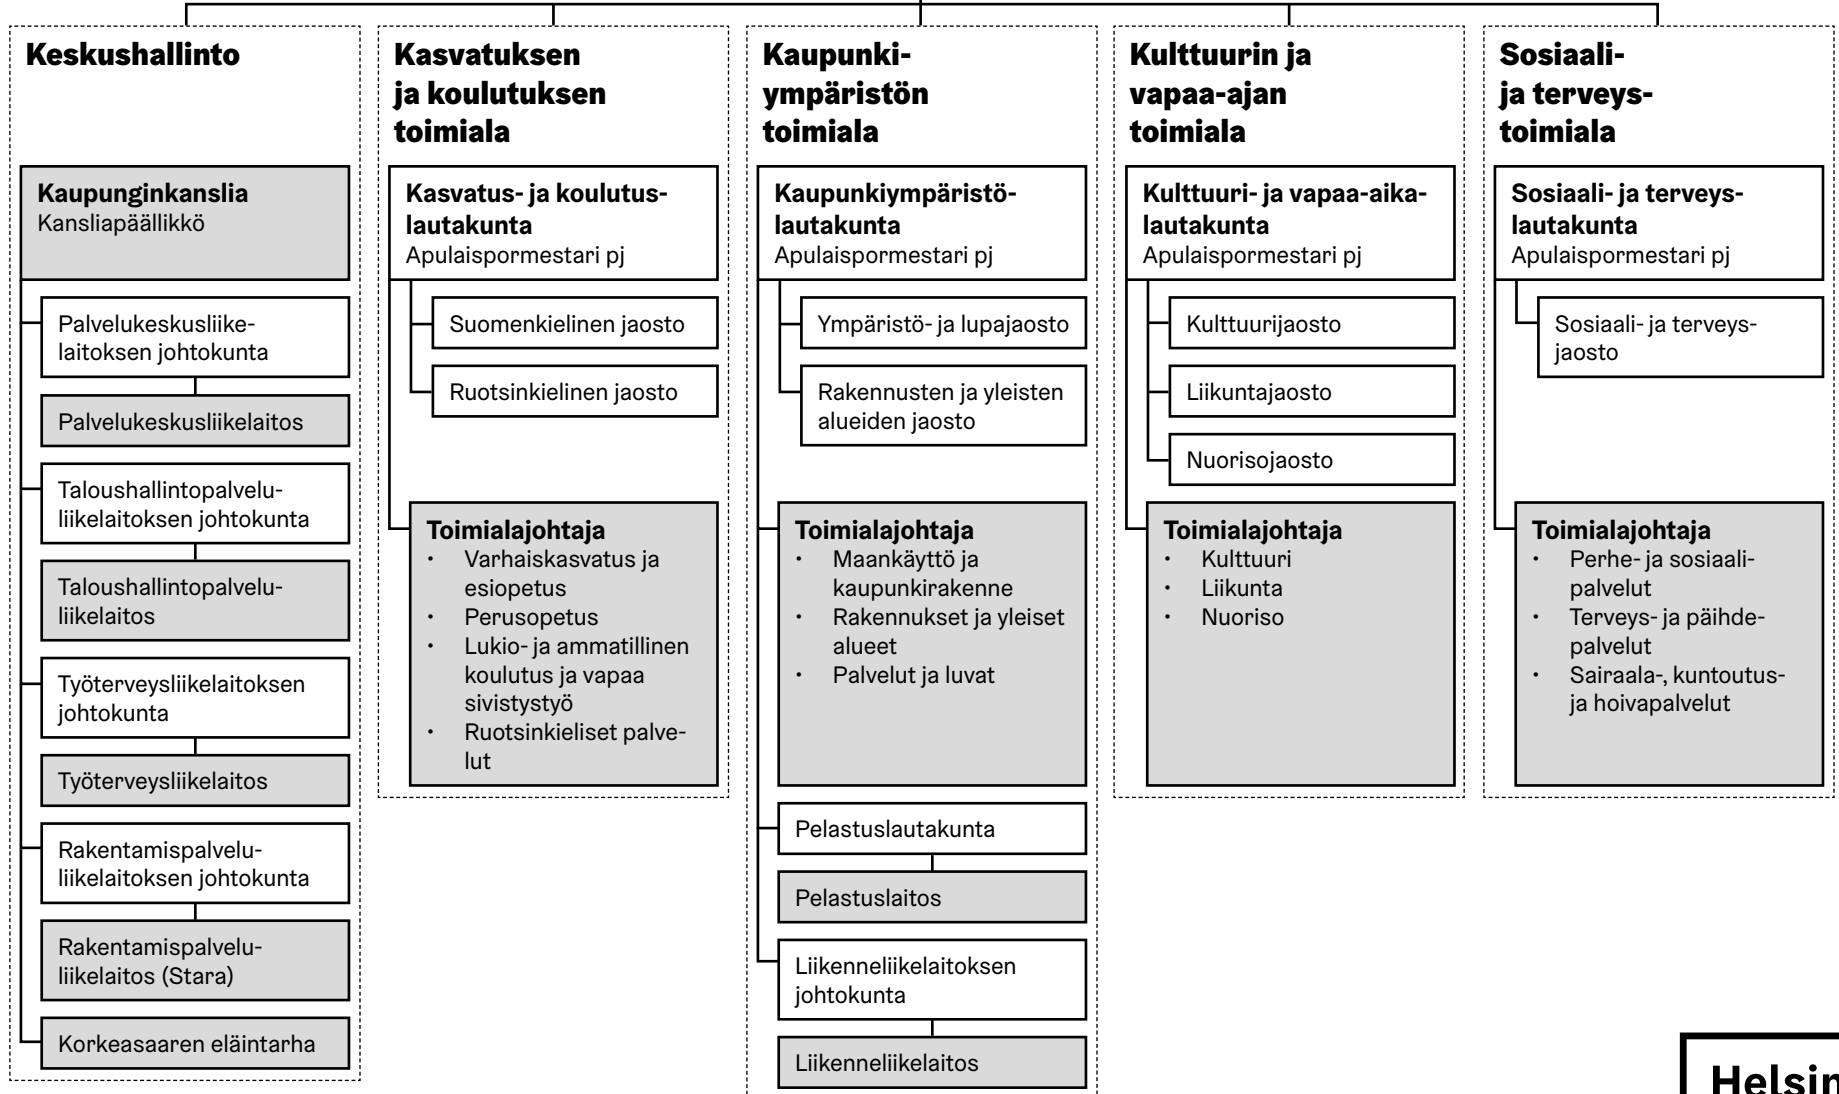 Keskushallinto
Kaupunginkanslia
Kansliapäällikkö
Palvelukeskusliike-
laitoksen johtokunta
Palvelukeskusliikelaitos
Taloushallintopalvelu-
liikelaitoksen johtokunta
Taloushallintopalvelu-
liikelaitos
Työterveysliikelaitoksen
johtokunta
Työterveysliikelaitos
Rakentamispalvelu-
liikelaitoksen johtokunta
Rakentamispalvelu-
liikelaitos (Stara)
Korkeasaaren eläintarha
Kasvatuksen
ja koulutuksen
toimiala
Kasvatus- ja koulutus-
lautakunta
Apulaispormestari pj
Suomenkielinen jaosto
Ruotsinkielinen jaosto
Toimialajohtaja
• Varhaiskasvatus ja
esiopetus
• Perusopetus
• Lukio- ja ammatillinen
koulutus ja vapaa
sivistystyö
• Ruotsinkieliset palve-
lut
Kaupunki-
ympäristön
toimiala
Kaupunkiympäristö-
lautakunta
Apulaispormestari pj
Ympäristö- ja lupajaosto
Rakennusten ja yleisten
alueiden jaosto
Toimialajohtaja
• Maankäyttö ja
kaupunkirakenne
• Rakennukset ja yleiset
alueet
• Palvelut ja luvat
Pelastuslautakunta
Pelastuslaitos
Liikenneliikelaitoksen
johtokunta
Liikenneliikelaitos
Kulttuurin ja
vapaa-ajan
toimiala
Kulttuuri- ja vapaa-aika-
lautakunta
Apulaispormestari pj
Kulttuurijaosto
Liikuntajaosto
Nuorisojaosto
Toimialajohtaja
• Kulttuuri
• Liikunta
• Nuoriso
Sosiaali-
ja terveys-
toimiala
Sosiaali- ja terveys-
lautakunta
Apulaispormestari pj
Sosiaali- ja terveys-
jaosto
Toimialajohtaja
• Perhe- ja sosiaali-
palvelut
• Terveys- ja päihde-
palvelut
• Sairaala-, kuntoutus-
ja hoivapalvelut